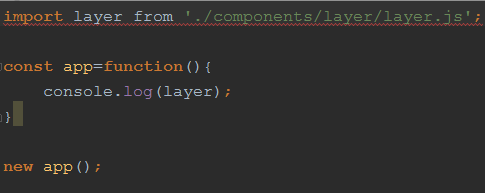 import layer from './components/layer/layer.js';
const app=function(){
    console.log(layer);
}
new app();